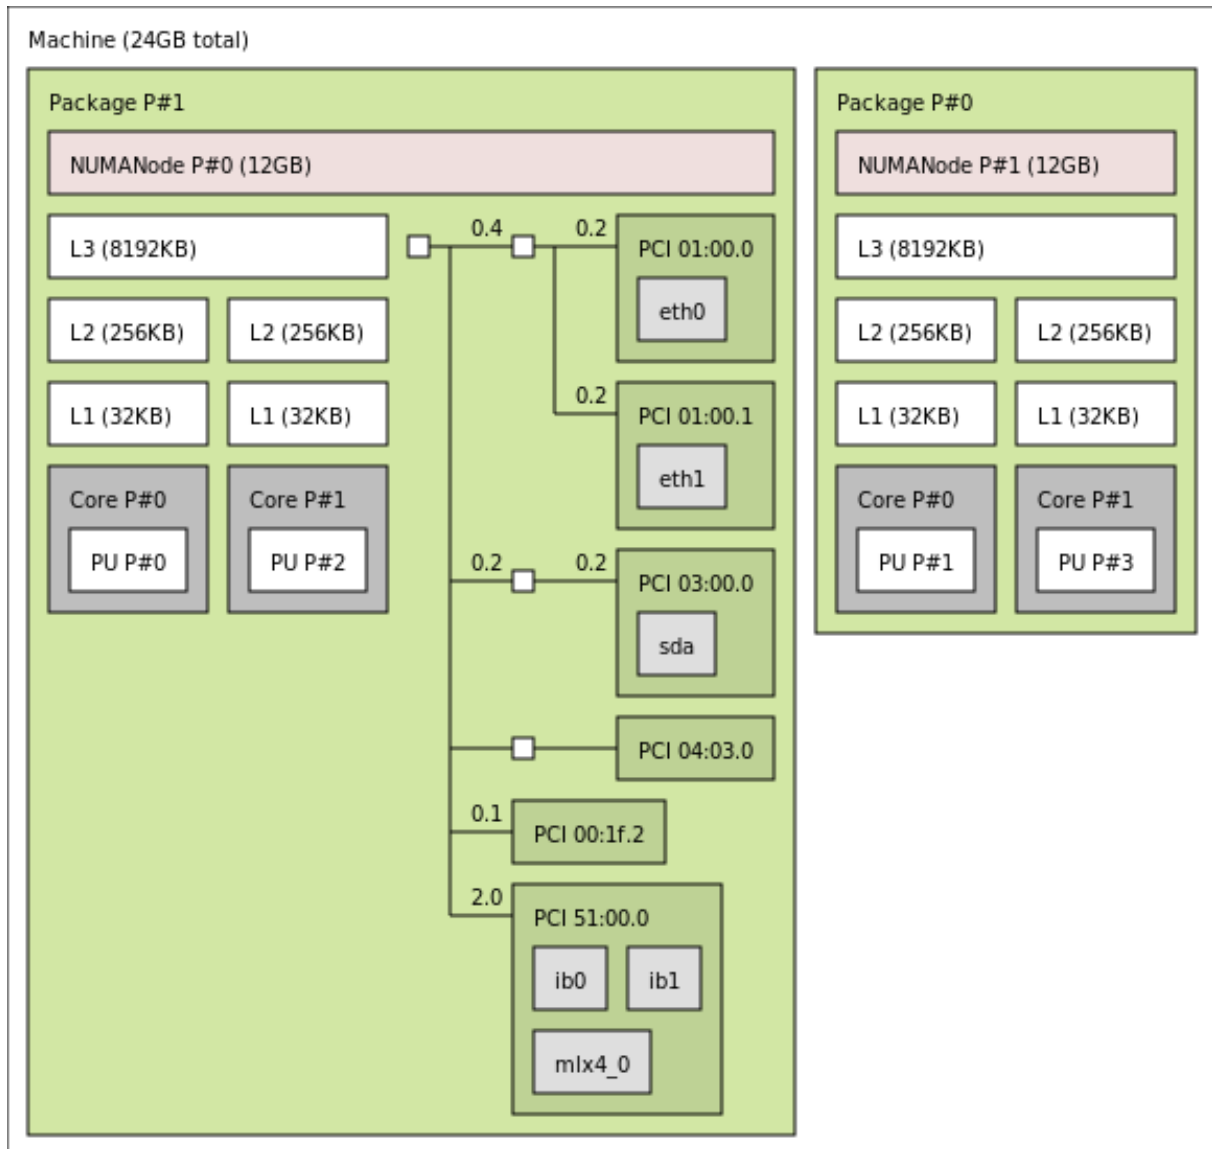 Machine (24GB total)
Package P#1
NUMANode P#0 (12GB)
L3 (8192KB)
L2 (256KB)
L2 (256KB)
L1 (32KB)
L1 (32KB)
Core P#0
PU P#0
Core P#1
PU P#2
0.4
0.2
PCI 01:00.0
eth0
0.2
PCI 01:00.1
eth1
0.2
0.2
PCI 03:00.0
sda
PCI 04:03.0
0.1
PCI 00:1f.2
2.0
PCI 51:00.0
ib0
ib1
mlx4_0
Package P#0
NUMANode P#1 (12GB)
L3 (8192KB)
L2 (256KB)
L2 (256KB)
L1 (32KB)
L1 (32KB)
Core P#0
PU P#1
Core P#1
PU P#3